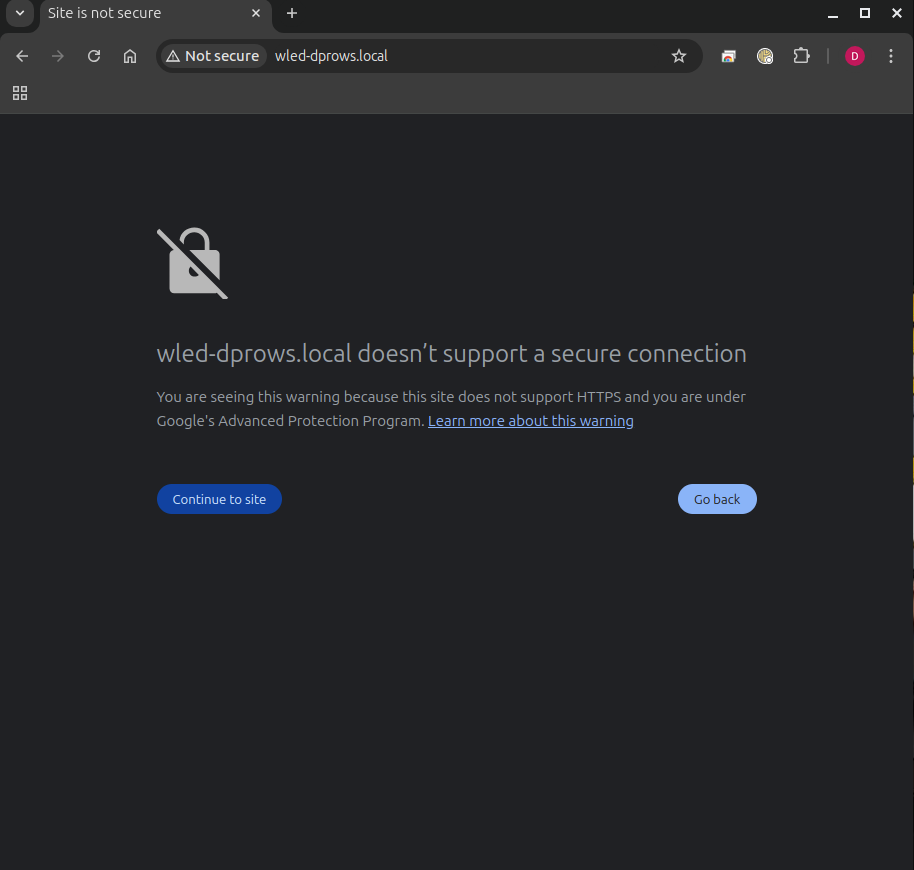 Site is not secure
Not secure wled-dprows.local
D
wled-dprows.local doesn’t support a secure connection
You are seeing this warning because this site does not support HTTPS and you are under
Google's Advanced Protection Program. Learn more about this warning
Continue to site
Go back